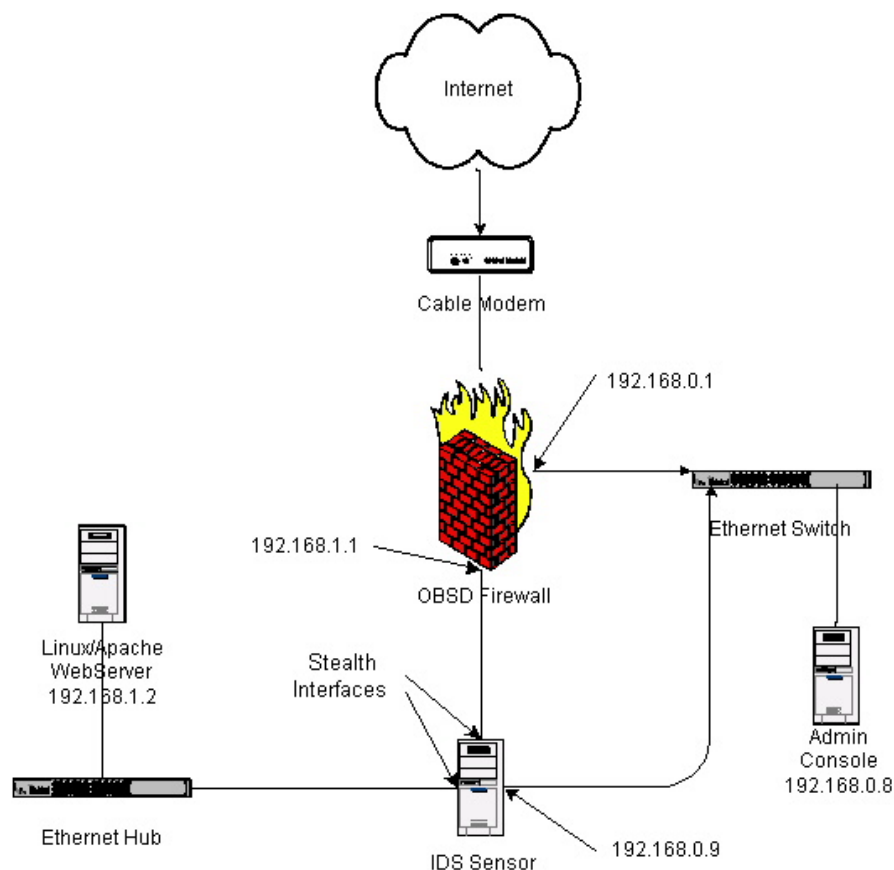 Internet
Cable Modem
192.168.0.1
Ethernet Switch
192.168.1.1
OBSD Firewall
Linux/Apache
WebServer
192.168.1.2
Stealth
Interfaces
Admin
Console
192.168.0.8
Ethernet Hub
192.168.0.9
IDS Sensor